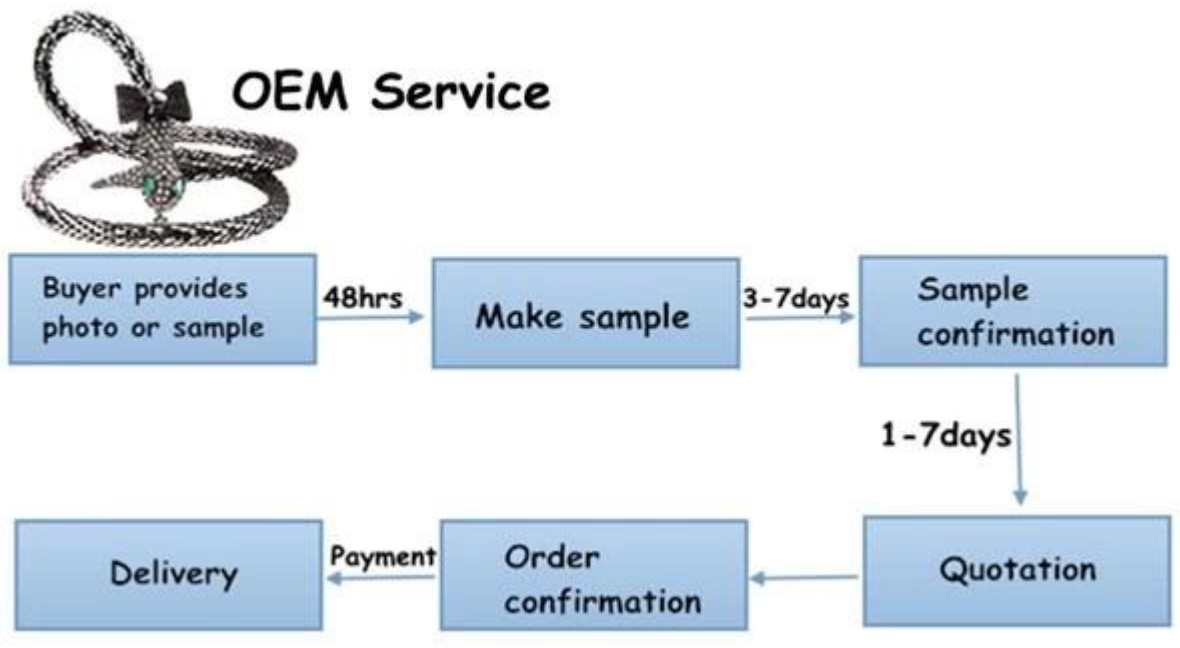 OEM Service
Buyer provides
photo or sample
48hrs
Make sample
3-7days
Sample
confirmation
1-7days
Quotation
Order
confirmation
Payment
Delivery